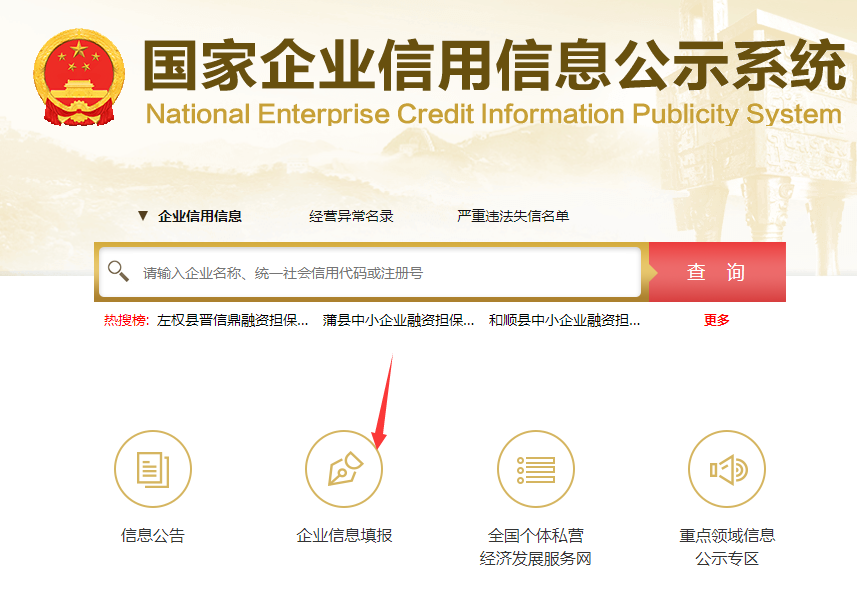 国家企业信用信息公示系统
National Enterprise Credit Information Publicity System
▼ 企业信用信息 经营异常名录 严重违法失信名单
请输入企业名称、统一社会信用代码或注册号 查 询
热搜榜: 左权县晋信鼎融资担保... 蒲县中小企业融资担保... 和顺县中小企业融资担... 更多
信息公告 企业信息填报 全国个体私营 重点领域信息
经济发展服务网 公示专区